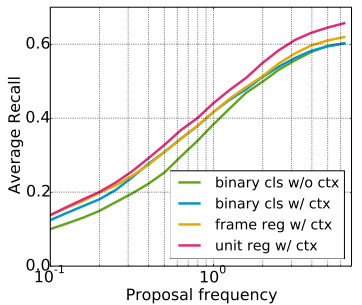 Average Recall
0.6
0.4
0.2
0.0
10^-1
10^0
binary cls w/o ctx
binary cls w/ ctx
frame reg w/ ctx
unit reg w/ ctx
Proposal frequency